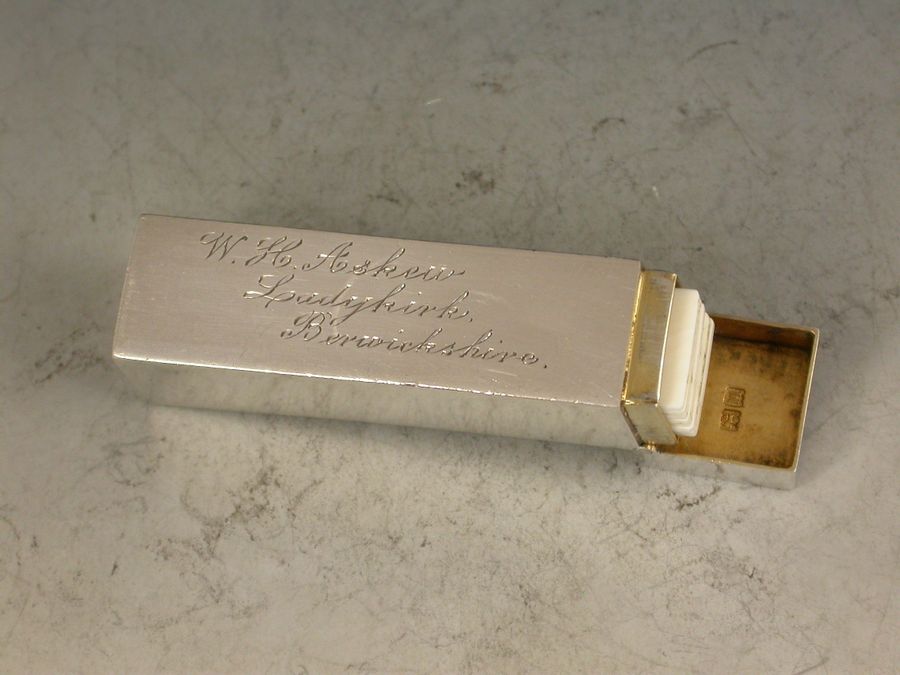 W. H. Askew
Ladykirk.
Berwickshire.